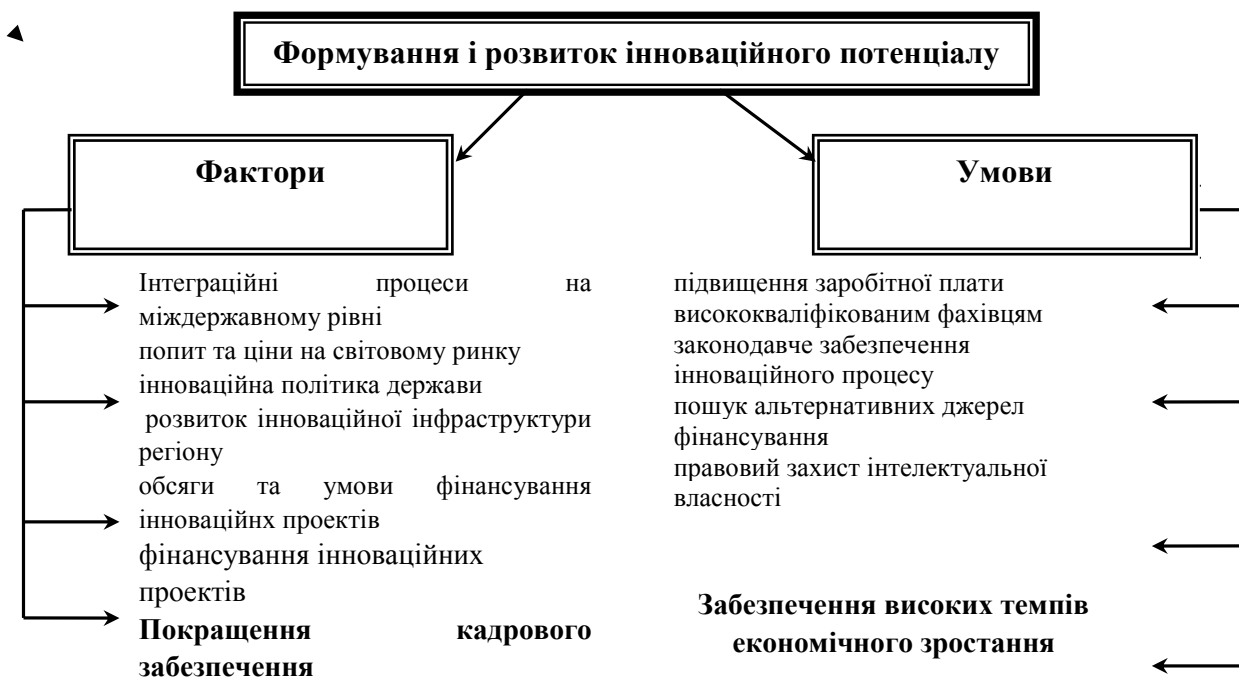 Формування і розвиток інноваційного потенціалу
Фактори
Умови
Інтеграційні процеси на
міждержавному рівні
попит та ціни на світовому ринку
інноваційна політика держави
розвиток інноваційної інфраструктури
регіону
обсяги та умови фінансування
інноваційнх проектів
фінансування інноваційних
проектів
Покращення кадрового
забезпечення
підвищення заробітної плати
висококваліфікованим фахівцям
законодавче забезпечення
інноваційного процесу
пошук альтернативних джерел
фінансування
правовий захист інтелектуальної
власності
Забезпечення високих темпів
економічного зростання